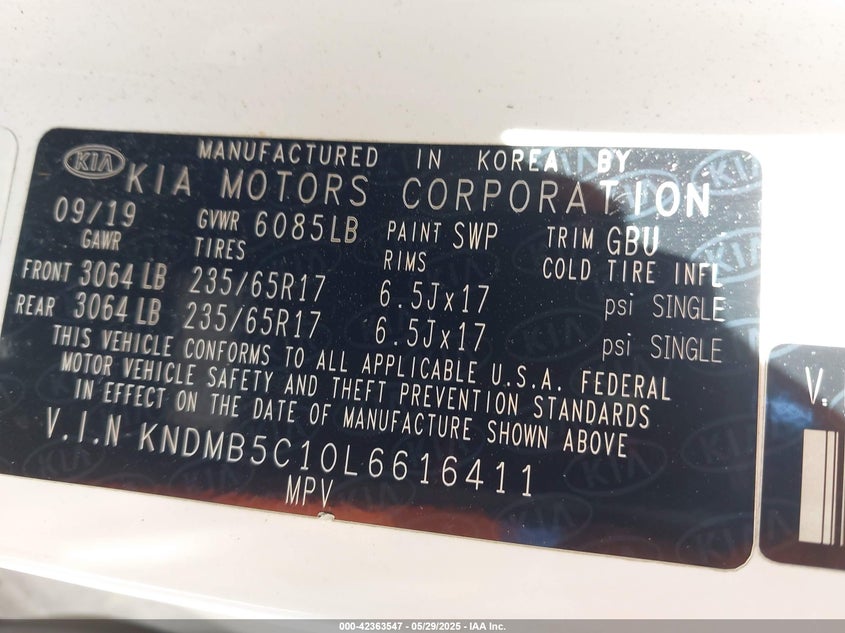 KIA MANUFACTURED IN KOREA BY
KIA MOTORS CORPORATION
09/19 GVWR 6085LB PAINT SWP TRIM GBU
GAWR TIRES RIMS COLD TIRE INFL
FRONT 3064 LB 235/65R17 6.5Jx17 psi SINGLE
REAR 3064 LB 235/65R17 6.5Jx17 psi SINGLE
THIS VEHICLE CONFORMS TO ALL APPLICABLE U.S.A. FEDERAL
MOTOR VEHICLE SAFETY AND THEFT PREVENTION STANDARDS
IN EFFECT ON THE DATE OF MANUFACTURE SHOWN ABOVE
V.I.N KNDMB5C10L6616411
MPV
V.
000-42363547 - 05/29/2025 - IAA Inc.